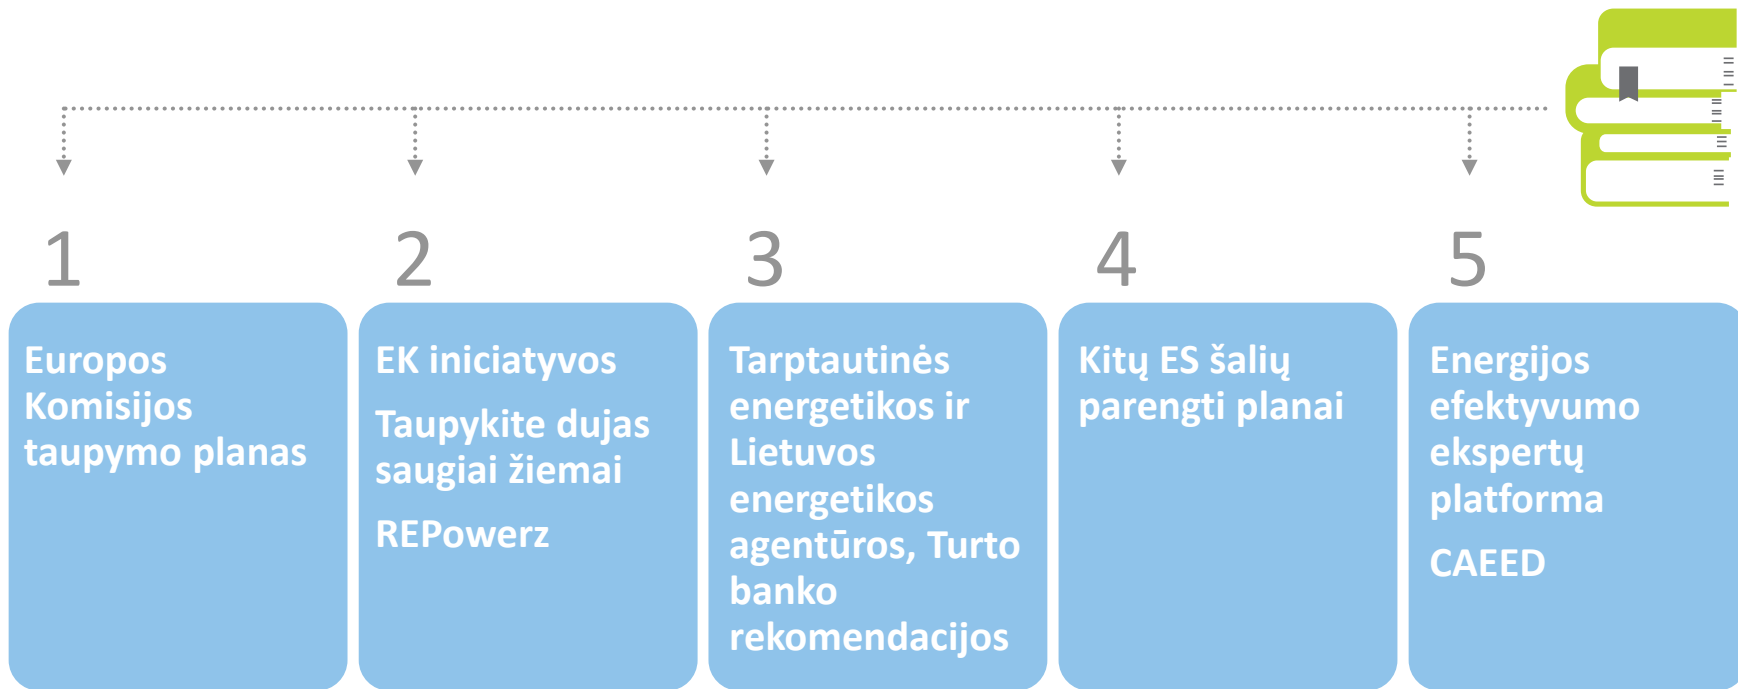 1
Europos
Komisijos
taupymo planas
2
EK iniciatyvos
Taupykite dujas
saugiai žiemai
REPowerz
3
Tarptautinės
energetikos ir
Lietuvos
energetikos
agentūros, Turto
banko
rekomendacijos
4
Kitų ES šalių
parengti planai
5
Energijos
efektyvumo
ekspertų
platforma
CAEED